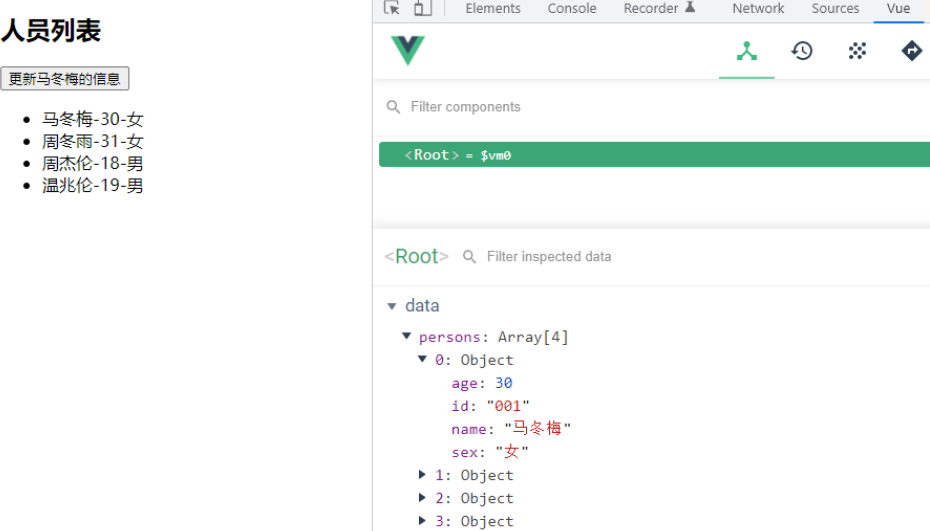 人员列表
更新马冬梅的信息
马冬梅-30-女
周冬雨-31-女
周杰伦-18-男
温兆伦-19-男
Elements Console Recorder Network Sources Vue
Filter components
<Root> = $vm0
<Root> Filter inspected data
data
persons: Array[4]
0: Object
age: 30
id: "001"
name: "马冬梅"
sex: "女"
1: Object
2: Object
3: Object